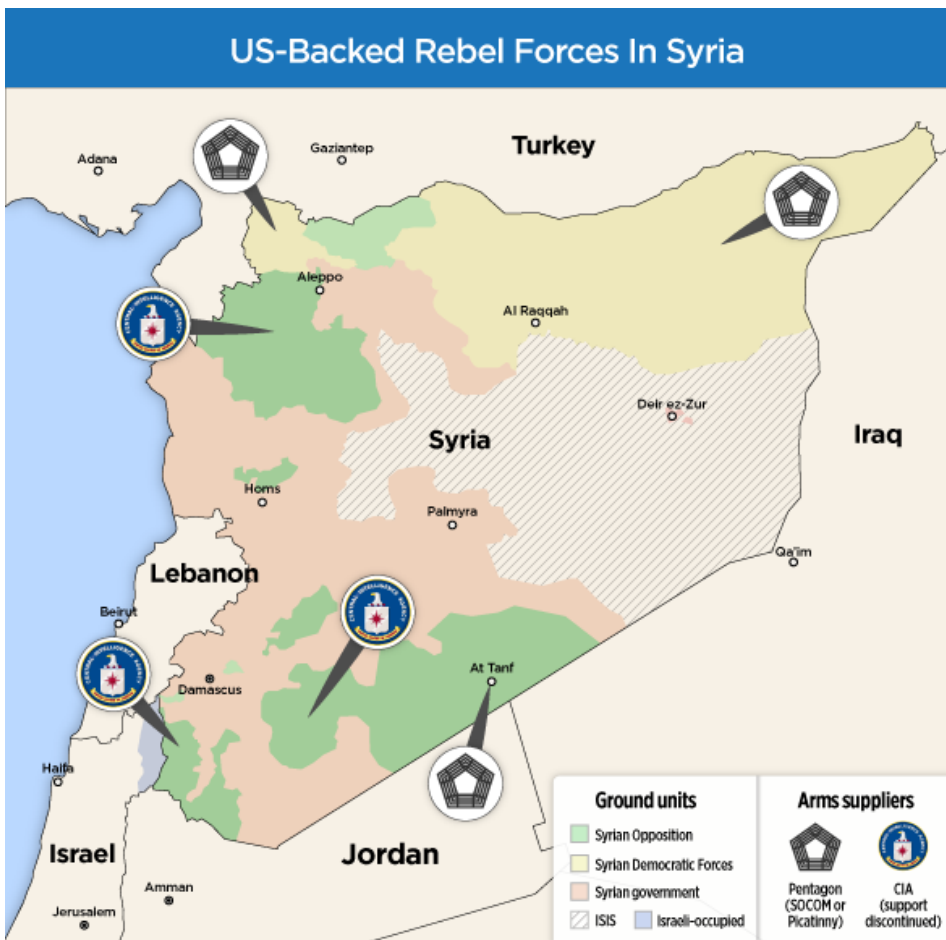 US-Backed Rebel Forces In Syria
Adana
Gaziantep
Turkey
Aleppo
Al Raqqah
Deir ez-Zur
Syria
Iraq
Homs
Palmyra
Qa'im
Lebanon
Beirut
At Tanf
Damascus
Haifa
Israel
Jordan
Amman
Jerusalem
Ground units
Syrian Opposition
Syrian Democratic Forces
Syrian government
ISIS
Israeli-occupied
Arms suppliers
Pentagon
(SOCOM or
Picatinny)
CIA
(support
discontinued)